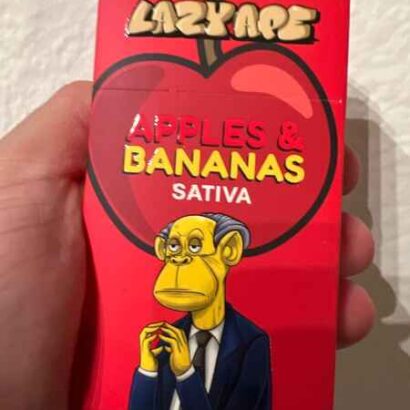 LAZY APE
APPLES &
BANANAS
SATIVA